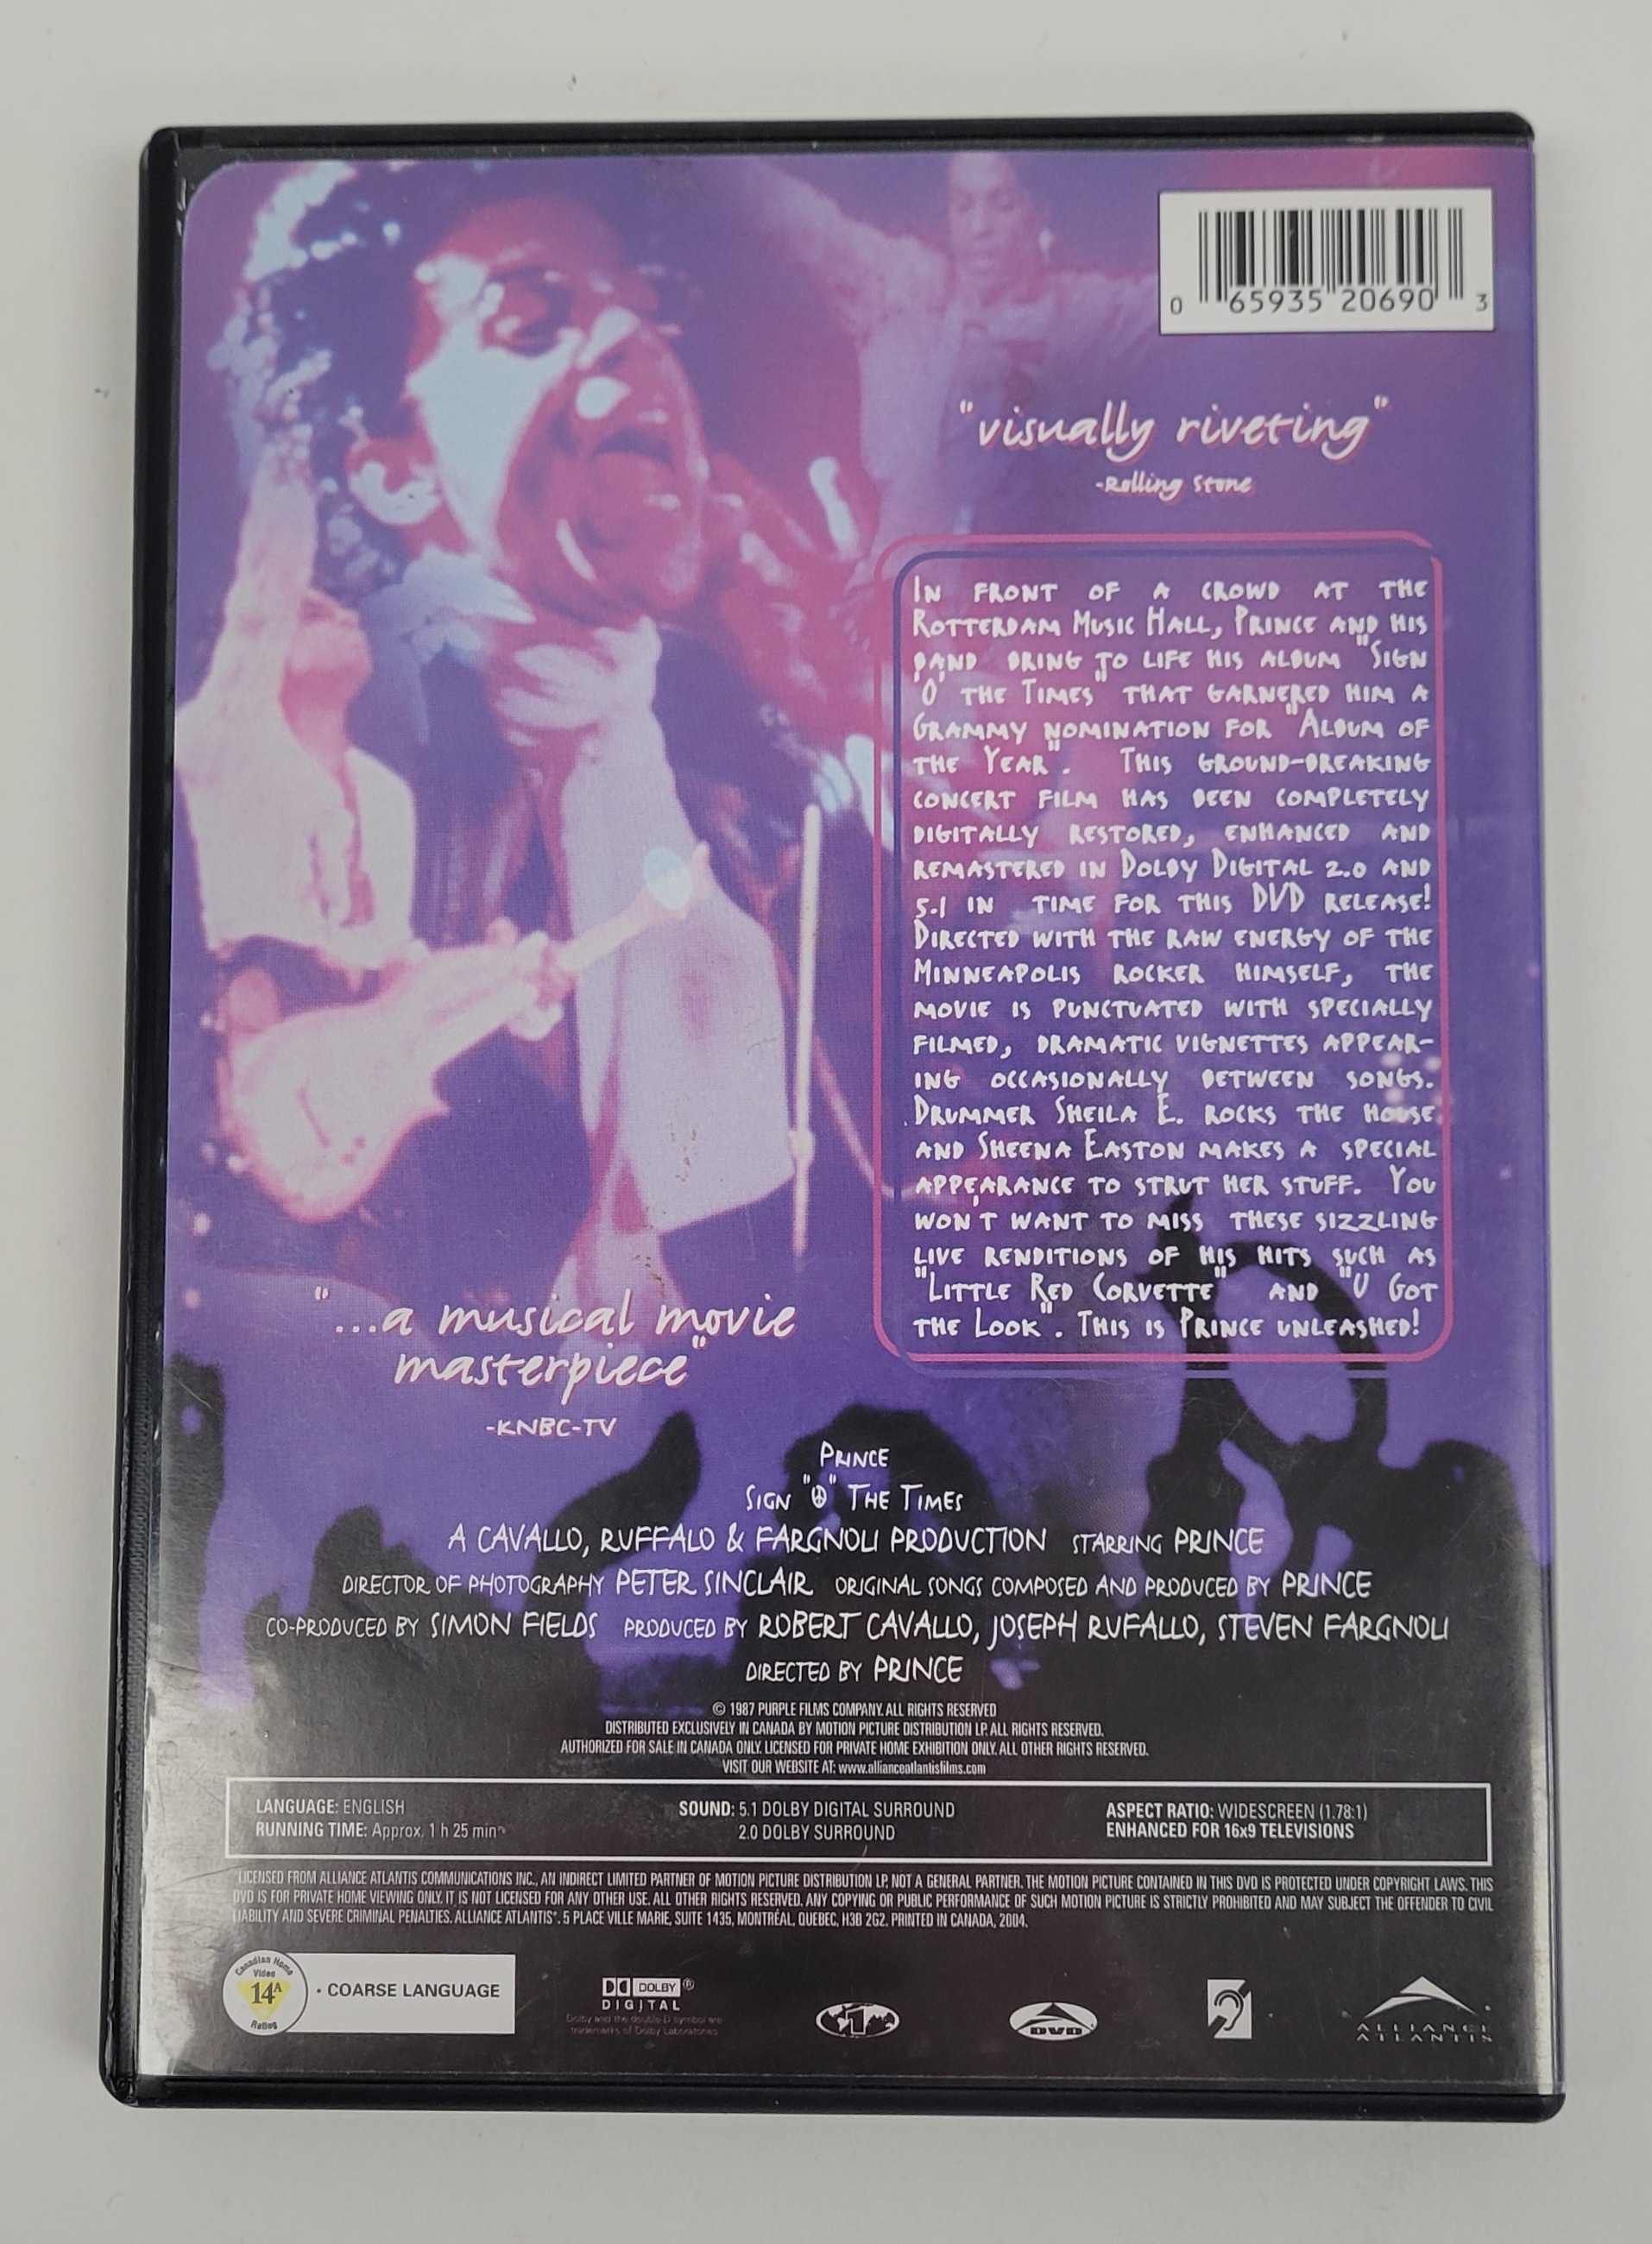 0 65935 20690 3
"visually riveting"
-Rolling Stone
In front of a crowd at the
Rotterdam Music Hall, Prince and his
band bring to life his album "Sign
'O' the Times" that garnered him a
Grammy nomination for "Album of
the Year". This ground-breaking
concert film has been completely
digitally restored, enhanced and
remastered in Dolby Digital 2.0 and
5.1 in time for this DVD release!
Directed with the raw energy of the
Minneapolis rocker himself, the
movie is punctuated with specially
filmed, dramatic vignettes appear-
ing occasionally between songs.
Drummer Sheila E. rocks the house
and Sheena Easton makes a special
appearance to strut her stuff. You
won't want to miss these sizzling
live renditions of his hits such as
"Little Red Corvette" and "U Got
the Look". This is Prince unleashed!
"...a musical movie
masterpiece"
-KNBC-TV
Prince
Sign "☮" The Times
A CAVALLO, RUFFALO & FARGNOLI PRODUCTION STARRING PRINCE
DIRECTOR OF PHOTOGRAPHY PETER SINCLAIR ORIGINAL SONGS COMPOSED AND PRODUCED BY PRINCE
CO-PRODUCED BY SIMON FIELDS PRODUCED BY ROBERT CAVALLO, JOSEPH RUFALLO, STEVEN FARGNOLI
DIRECTED BY PRINCE
© 1987 PURPLE FILMS COMPANY. ALL RIGHTS RESERVED
DISTRIBUTED EXCLUSIVELY IN CANADA BY MOTION PICTURE DISTRIBUTION LP. ALL RIGHTS RESERVED.
AUTHORIZED FOR SALE IN CANADA ONLY. LICENSED FOR PRIVATE HOME EXHIBITION ONLY. ALL OTHER RIGHTS RESERVED.
VISIT OUR WEBSITE AT: www.allianceatlantisfilms.com
LANGUAGE: ENGLISH
RUNNING TIME: Approx. 1 h 25 min
SOUND: 5.1 DOLBY DIGITAL SURROUND
2.0 DOLBY SURROUND
ASPECT RATIO: WIDESCREEN (1.78:1)
ENHANCED FOR 16x9 TELEVISIONS
LICENSED FROM ALLIANCE ATLANTIS COMMUNICATIONS INC., AN INDIRECT LIMITED PARTNER OF MOTION PICTURE DISTRIBUTION LP, NOT A GENERAL PARTNER. THE MOTION PICTURE CONTAINED IN THIS DVD IS PROTECTED UNDER COPYRIGHT LAWS. THIS
DVD IS FOR PRIVATE HOME VIEWING ONLY. IT IS NOT LICENSED FOR ANY OTHER USE. ALL OTHER RIGHTS RESERVED. ANY COPYING OR PUBLIC PERFORMANCE OF SUCH MOTION PICTURE IS STRICTLY PROHIBITED AND MAY SUBJECT THE OFFENDER TO CIVIL
LIABILITY AND SEVERE CRIMINAL PENALTIES. ALLIANCE ATLANTIS*. 5 PLACE VILLE MARIE, SUITE 1435, MONTRÉAL, QUEBEC, H3B 2G2. PRINTED IN CANADA, 2004.
Canadian Home
Video
14A
Rating
• COARSE LANGUAGE
DOLBY®
DIGITAL
Dolby and the double-D symbol are
trademarks of Dolby Laboratories
1
DVD
ALLIANCE
ATLANTIS